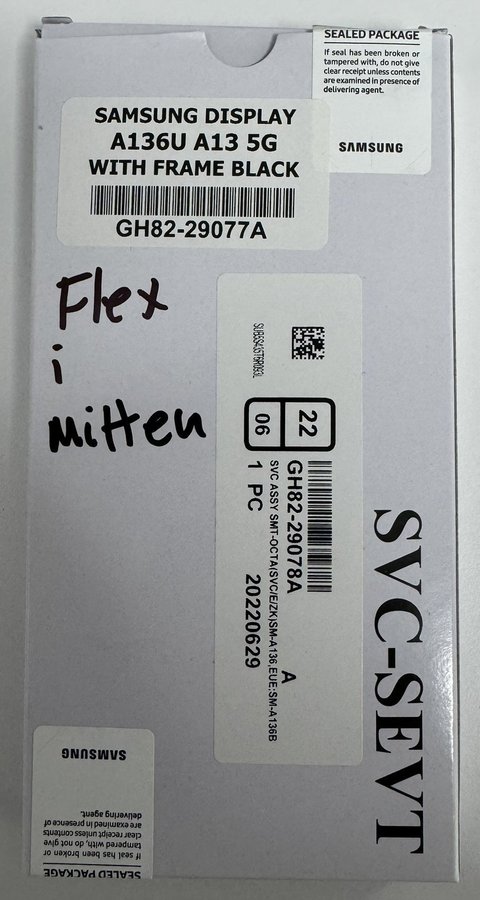 SEALED PACKAGE
If seal has been broken or
tampered with, do not give
clear receipt unless contents
are examined in presence of
delivering agent.
SAMSUNG
SAMSUNG DISPLAY
A136U A13 5G
WITH FRAME BLACK
GH82-29077A
Flex
i
mitten
22
06
GH82-29078A A
SVC ASSY SMT-OCTA(SVC/E/ZK)SM-A136,EUE;SM-A136B
1 PC 20220629
SVC-SEVT
SEALED PACKAGE
If seal has been broken or
tampered with, do not give
clear receipt unless contents
are examined in presence of
delivering agent.
SAMSUNG